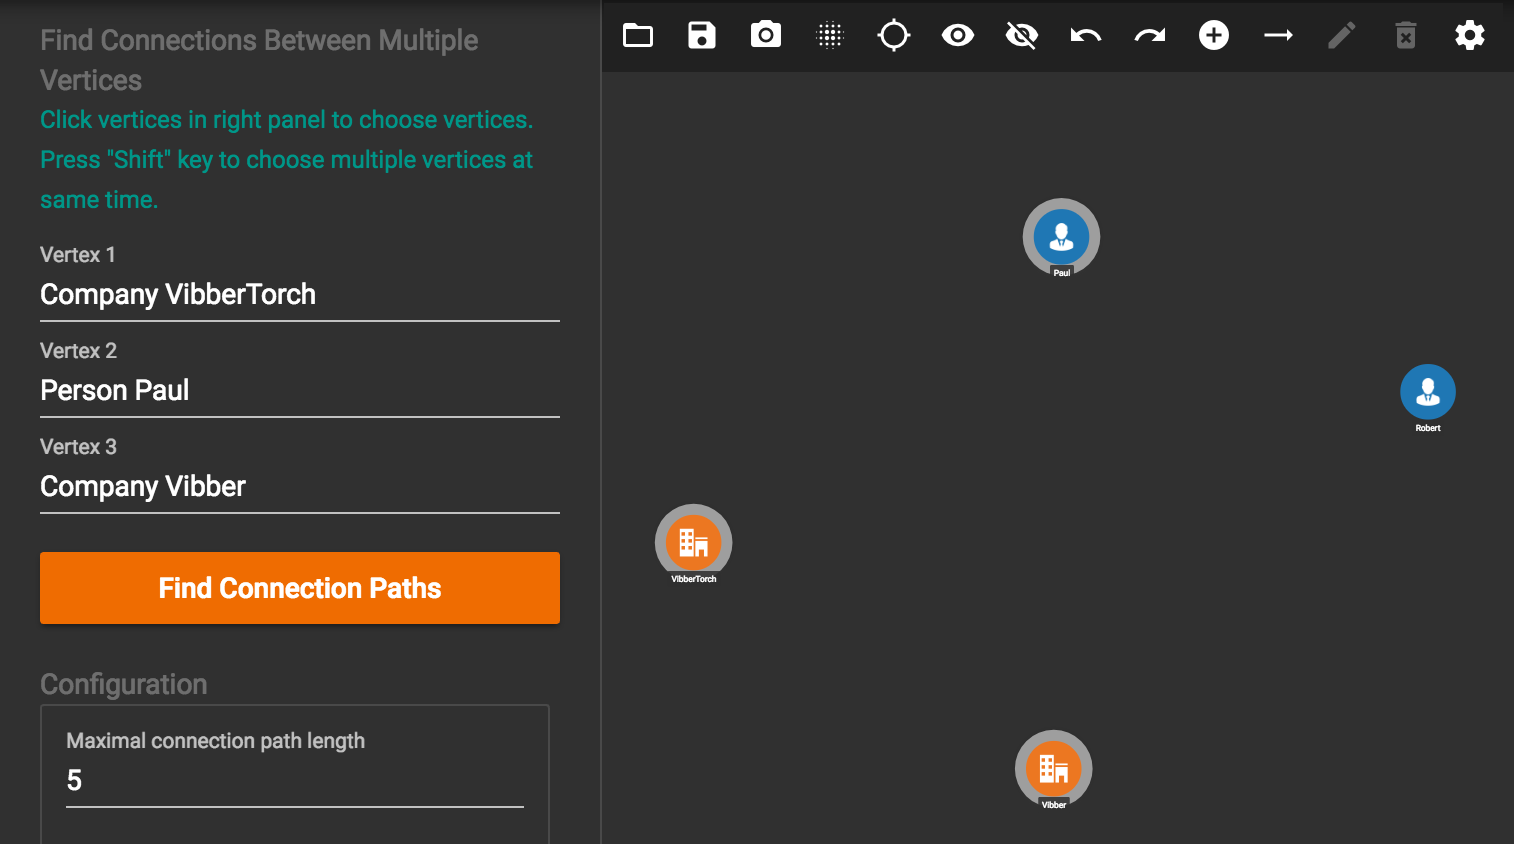 Find Connections Between Multiple
Vertices
Click vertices in right panel to choose vertices.
Press "Shift" key to choose multiple vertices at
same time.
Vertex 1
Company VibberTorch
Vertex 2
Person Paul
Vertex 3
Company Vibber
Find Connection Paths
Configuration
Maximal connection path length
5
Paul
Robert
VibberTorch
Vibber